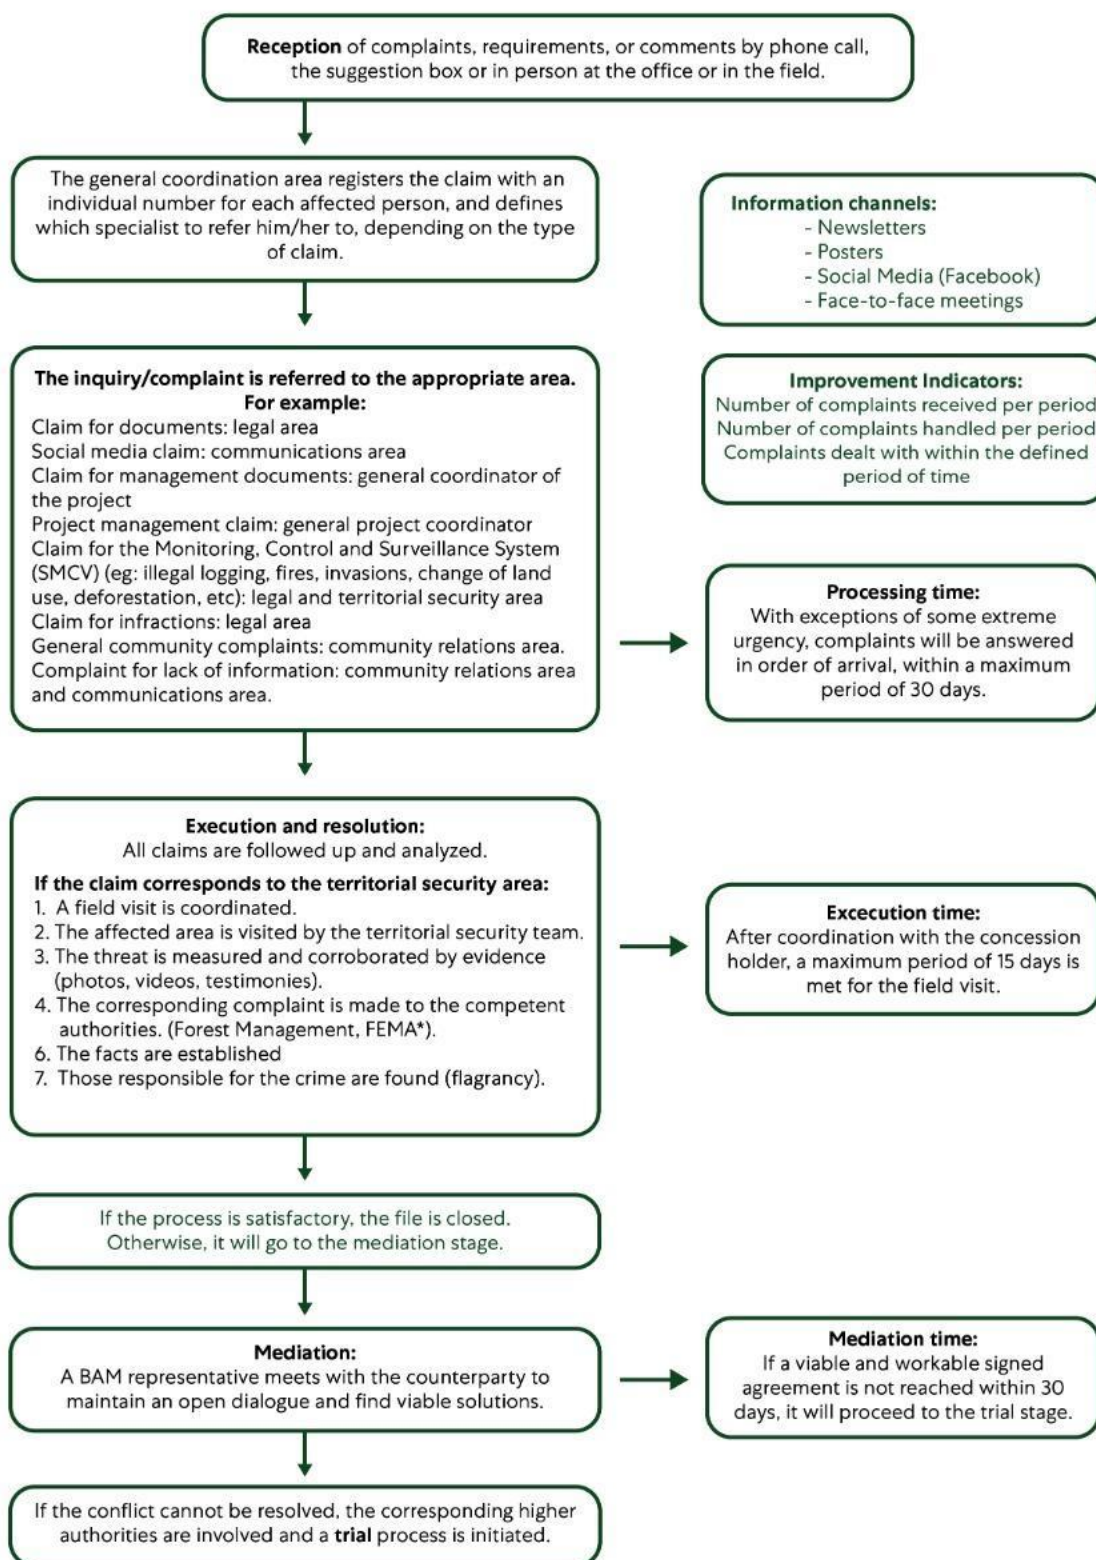 Reception of complaints, requirements, or comments by phone call,
the suggestion box or in person at the office or in the field.
The general coordination area registers the claim with an
individual number for each affected person, and defines
which specialist to refer him/her to, depending on the type
of claim.
Information channels:
- Newsletters
- Posters
- Social Media (Facebook)
- Face-to-face meetings
The inquiry/complaint is referred to the appropriate area.
For example:
Claim for documents: legal area
Social media claim: communications area
Claim for management documents: general coordinator of
the project
Project management claim: general project coordinator
Claim for the Monitoring, Control and Surveillance System
(SMCV) (eg: illegal logging, fires, invasions, change of land
use, deforestation, etc): legal and territorial security area
Claim for infractions: legal area
General community complaints: community relations area.
Complaint for lack of information: community relations area
and communications area.
Improvement Indicators:
Number of complaints received per period
Number of complaints handled per period
Complaints dealt with within the defined
period of time
Processing time:
With exceptions of some extreme
urgency, complaints will be answered
in order of arrival, within a maximum
period of 30 days.
Execution and resolution:
All claims are followed up and analyzed.
If the claim corresponds to the territorial security area:
1. A field visit is coordinated.
2. The affected area is visited by the territorial security team.
3. The threat is measured and corroborated by evidence
(photos, videos, testimonies).
4. The corresponding complaint is made to the competent
authorities. (Forest Management, FEMA*).
6. The facts are established
7. Those responsible for the crime are found (flagrancy).
Excecution time:
After coordination with the concession
holder, a maximum period of 15 days is
met for the field visit.
If the process is satisfactory, the file is closed.
Otherwise, it will go to the mediation stage.
Mediation:
A BAM representative meets with the counterparty to
maintain an open dialogue and find viable solutions.
Mediation time:
If a viable and workable signed
agreement is not reached within 30
days, it will proceed to the trial stage.
If the conflict cannot be resolved, the corresponding higher
authorities are involved and a trial process is initiated.